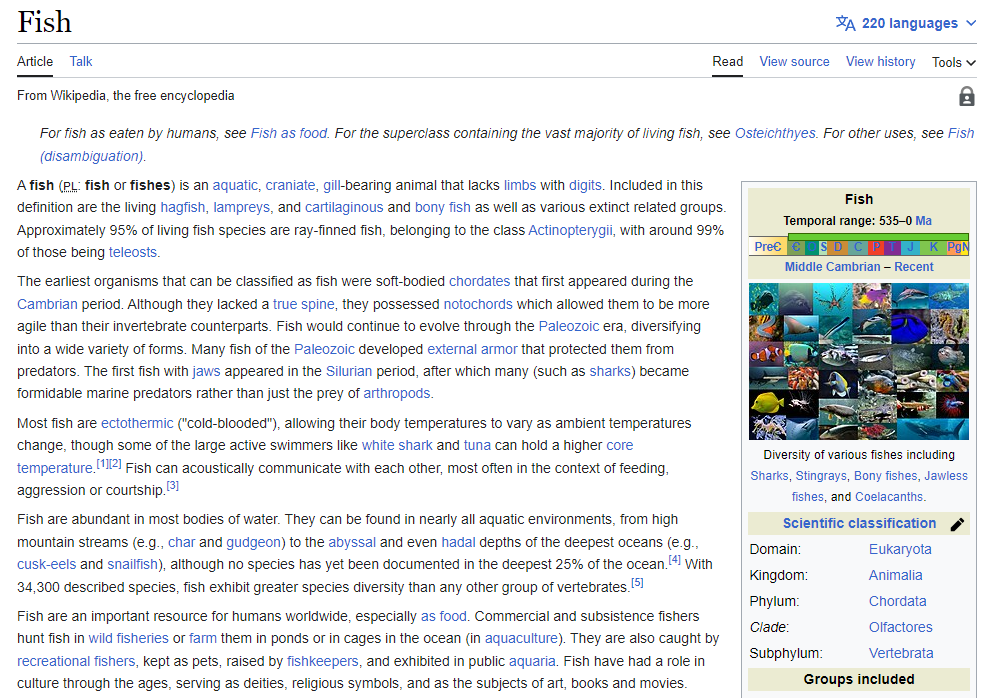 Fish
220 languages
Article Talk
Read View source View history Tools
From Wikipedia, the free encyclopedia
For fish as eaten by humans, see Fish as food. For the superclass containing the vast majority of living fish, see Osteichthyes. For other uses, see Fish
(disambiguation).
A fish (PL: fish or fishes) is an aquatic, craniate, gill-bearing animal that lacks limbs with digits. Included in this
definition are the living hagfish, lampreys, and cartilaginous and bony fish as well as various extinct related groups.
Approximately 95% of living fish species are ray-finned fish, belonging to the class Actinopterygii, with around 99%
of those being teleosts.
The earliest organisms that can be classified as fish were soft-bodied chordates that first appeared during the
Cambrian period. Although they lacked a true spine, they possessed notochords which allowed them to be more
agile than their invertebrate counterparts. Fish would continue to evolve through the Paleozoic era, diversifying
into a wide variety of forms. Many fish of the Paleozoic developed external armor that protected them from
predators. The first fish with jaws appeared in the Silurian period, after which many (such as sharks) became
formidable marine predators rather than just the prey of arthropods.
Most fish are ectothermic ("cold-blooded"), allowing their body temperatures to vary as ambient temperatures
change, though some of the large active swimmers like white shark and tuna can hold a higher core
temperature.[1][2] Fish can acoustically communicate with each other, most often in the context of feeding,
aggression or courtship.[3]
Fish are abundant in most bodies of water. They can be found in nearly all aquatic environments, from high
mountain streams (e.g., char and gudgeon) to the abyssal and even hadal depths of the deepest oceans (e.g.,
cusk-eels and snailfish), although no species has yet been documented in the deepest 25% of the ocean.[4] With
34,300 described species, fish exhibit greater species diversity than any other group of vertebrates.[5]
Fish are an important resource for humans worldwide, especially as food. Commercial and subsistence fishers
hunt fish in wild fisheries or farm them in ponds or in cages in the ocean (in aquaculture). They are also caught by
recreational fishers, kept as pets, raised by fishkeepers, and exhibited in public aquaria. Fish have had a role in
culture through the ages, serving as deities, religious symbols, and as the subjects of art, books and movies.
Fish
Temporal range: 535–0 Ma
PreЄ Є O S D C P T J K Pg N
Middle Cambrian – Recent
Diversity of various fishes including
Sharks, Stingrays, Bony fishes, Jawless
fishes, and Coelacanths.
Scientific classification
Domain: Eukaryota
Kingdom: Animalia
Phylum: Chordata
Clade: Olfactores
Subphylum: Vertebrata
Groups included